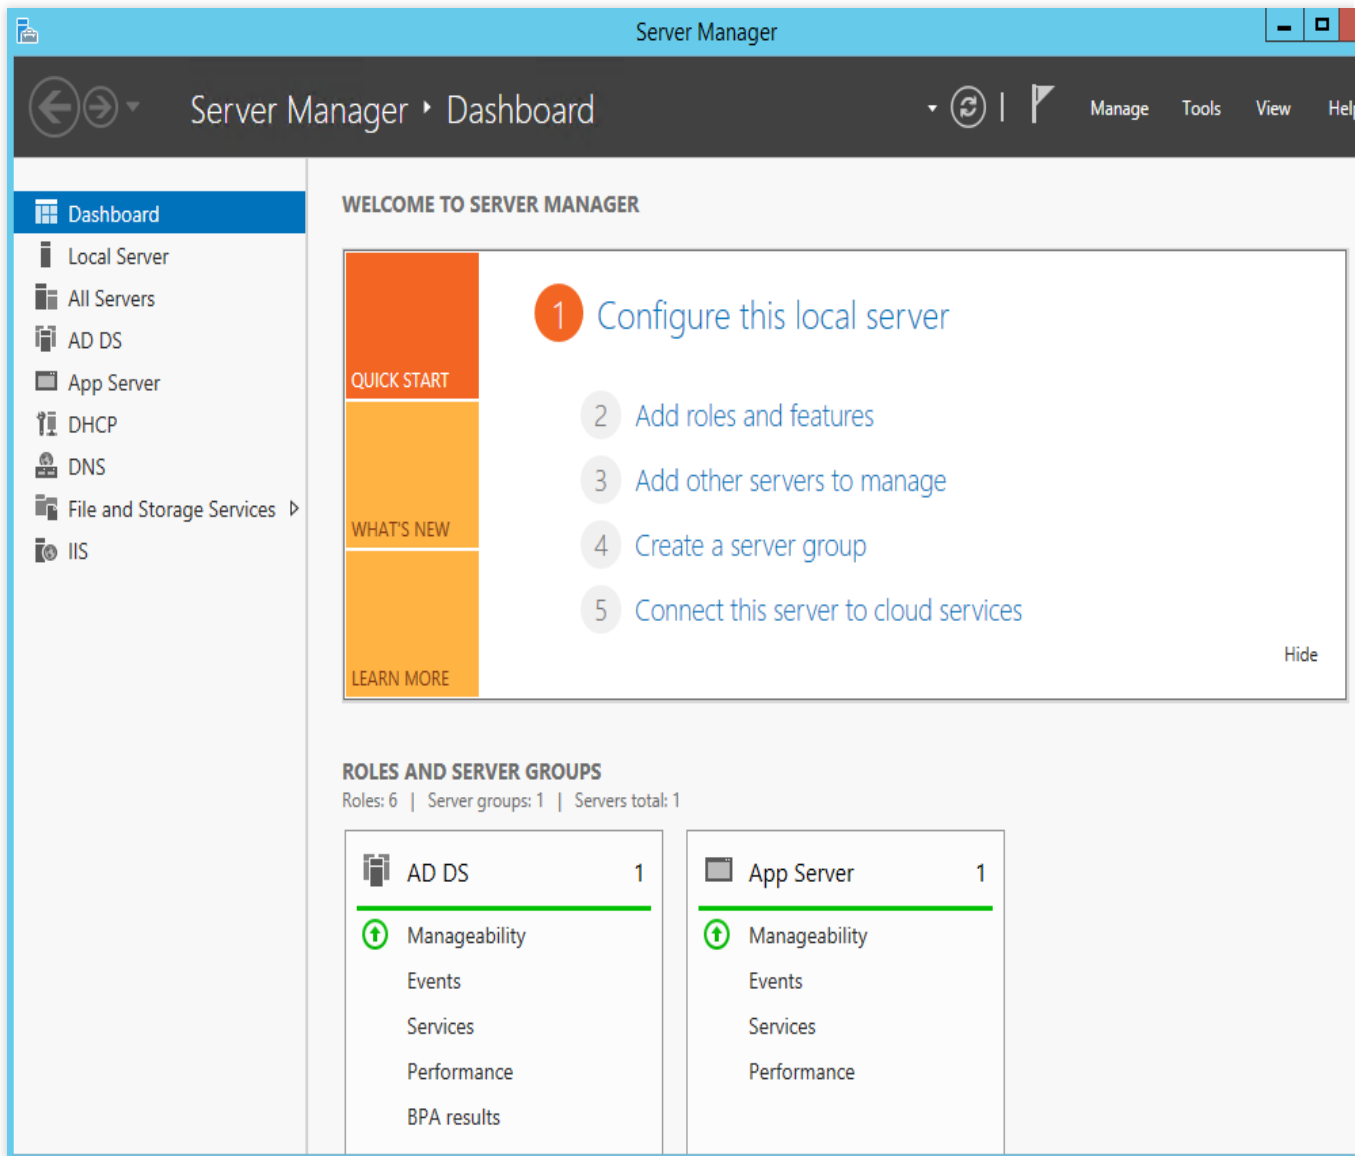 Server Manager
Server Manager ‣ Dashboard
Manage Tools View Help
Dashboard
Local Server
All Servers
AD DS
App Server
DHCP
DNS
File and Storage Services
IIS
WELCOME TO SERVER MANAGER
QUICK START
WHAT'S NEW
LEARN MORE
1 Configure this local server
2 Add roles and features
3 Add other servers to manage
4 Create a server group
5 Connect this server to cloud services
Hide
ROLES AND SERVER GROUPS
Roles: 6 | Server groups: 1 | Servers total: 1
AD DS 1
Manageability
Events
Services
Performance
BPA results
App Server 1
Manageability
Events
Services
Performance